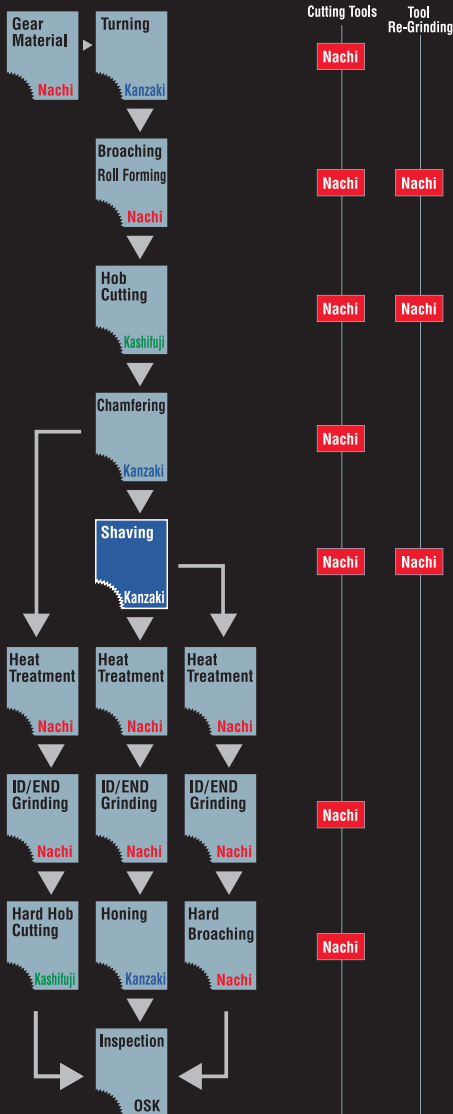 Cutting Tools
Tool
Re-Grinding
Gear
Material
Nachi
Turning
Kanzaki
Nachi
Broaching
Roll Forming
Nachi
Nachi
Nachi
Hob
Cutting
Kashifuji
Nachi
Nachi
Chamfering
Kanzaki
Nachi
Shaving
Kanzaki
Nachi
Nachi
Heat
Treatment
Nachi
Heat
Treatment
Nachi
Heat
Treatment
Nachi
ID/END
Grinding
Nachi
ID/END
Grinding
Nachi
ID/END
Grinding
Nachi
Nachi
Hard Hob
Cutting
Kashifuji
Honing
Kanzaki
Hard
Broaching
Nachi
Nachi
Inspection
OSK